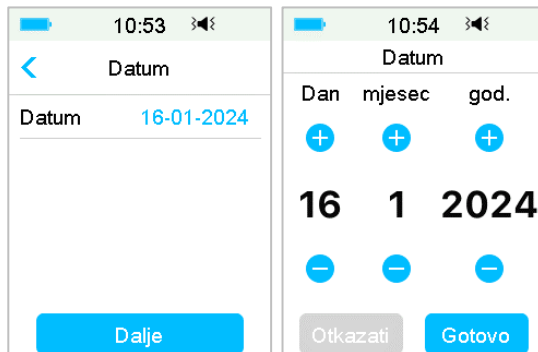 10:53
Datum
Datum 16-01-2024
Dalje
10:54
Datum
Dan mjesec god.
16 1 2024
Otkazati Gotovo